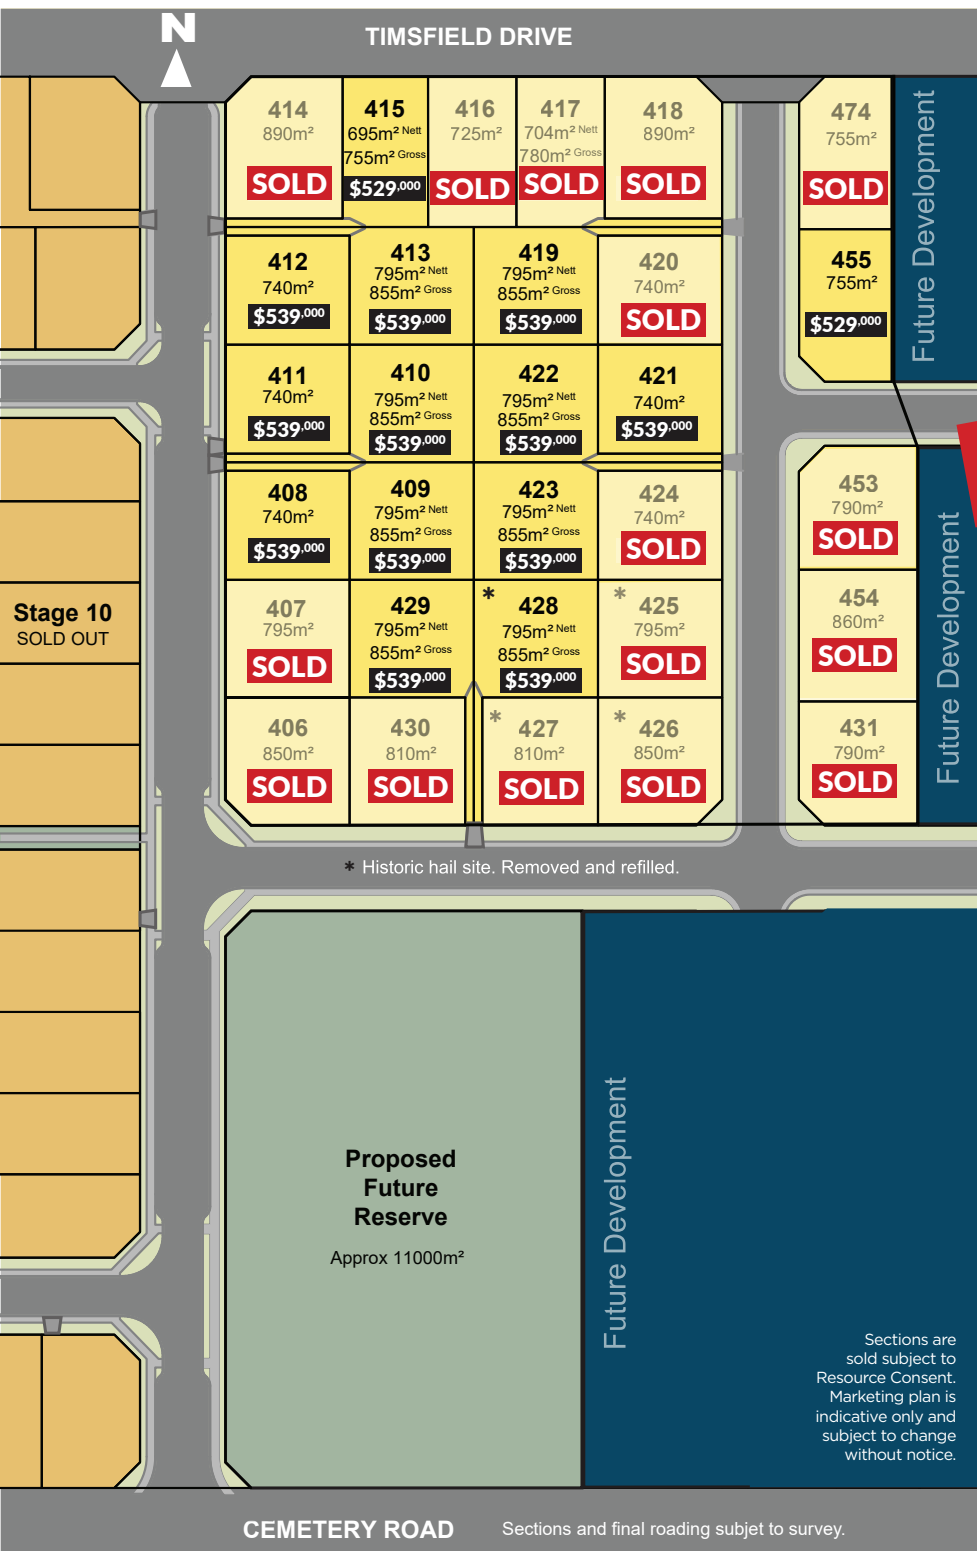 N
TIMSFIELD DRIVE
414
890m²
SOLD
415
695m² Nett
755m² Gross
$529,000
416
725m²
SOLD
417
704m² Nett
780m² Gross
SOLD
418
890m²
SOLD
474
755m²
SOLD
Future Development
412
740m²
$539,000
413
795m² Nett
855m² Gross
$539,000
419
795m² Nett
855m² Gross
$539,000
420
740m²
SOLD
455
755m²
$529,000
411
740m²
$539,000
410
795m² Nett
855m² Gross
$539,000
422
795m² Nett
855m² Gross
$539,000
421
740m²
$539,000
408
740m²
$539,000
409
795m² Nett
855m² Gross
$539,000
423
795m² Nett
855m² Gross
$539,000
424
740m²
SOLD
453
790m²
SOLD
Future Development
Stage 10
SOLD OUT
407
795m²
SOLD
429
795m² Nett
855m² Gross
$539,000
*
428
795m² Nett
855m² Gross
$539,000
*
425
795m²
SOLD
454
860m²
SOLD
406
850m²
SOLD
430
810m²
SOLD
*
427
810m²
SOLD
*
426
850m²
SOLD
431
790m²
SOLD
* Historic hail site. Removed and refilled.
Proposed
Future
Reserve
Approx 11000m²
Future Development
Sections are
sold subject to
Resource Consent.
Marketing plan is
indicative only and
subject to change
without notice.
CEMETERY ROAD
Sections and final roading subjet to survey.